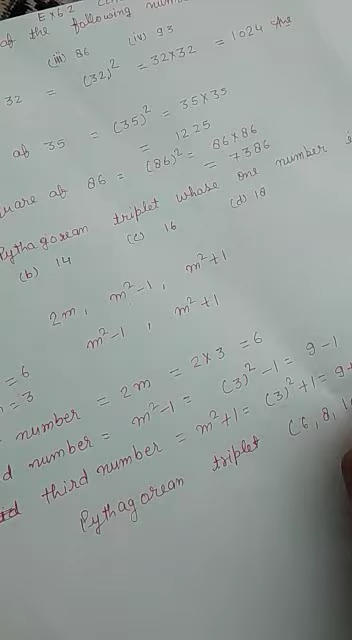 Ex 6.2
of the following num
(iii) 86 (iv) 93
32 = (32)² = 32×32 = 1024 Ans
of 35 = (35)² = 35×35
= 1225
uare of 86 = (86)² = 86×86
= 7386
Pythagorean triplet whose one number i
(b) 14 (c) 16 (d) 18
2m, m²-1, m²+1
m²-1, m²+1
= 6
= 3
number = 2m = 2×3 = 6
d number = m²-1 = (3)²-1 = 9-1
third number = m²+1 = (3)²+1 = 9+
Pythagorean triplet (6, 8, 1